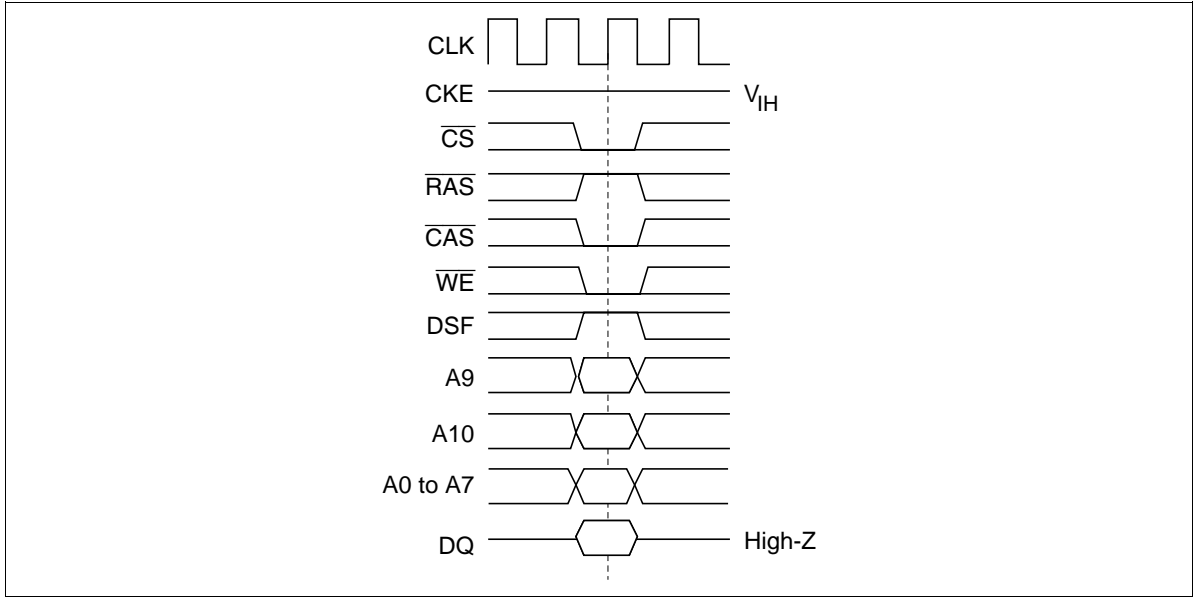 CLK
CKE V_IH
CS
RAS
CAS
WE
DSF
A9
A10
A0 to A7
DQ High-Z